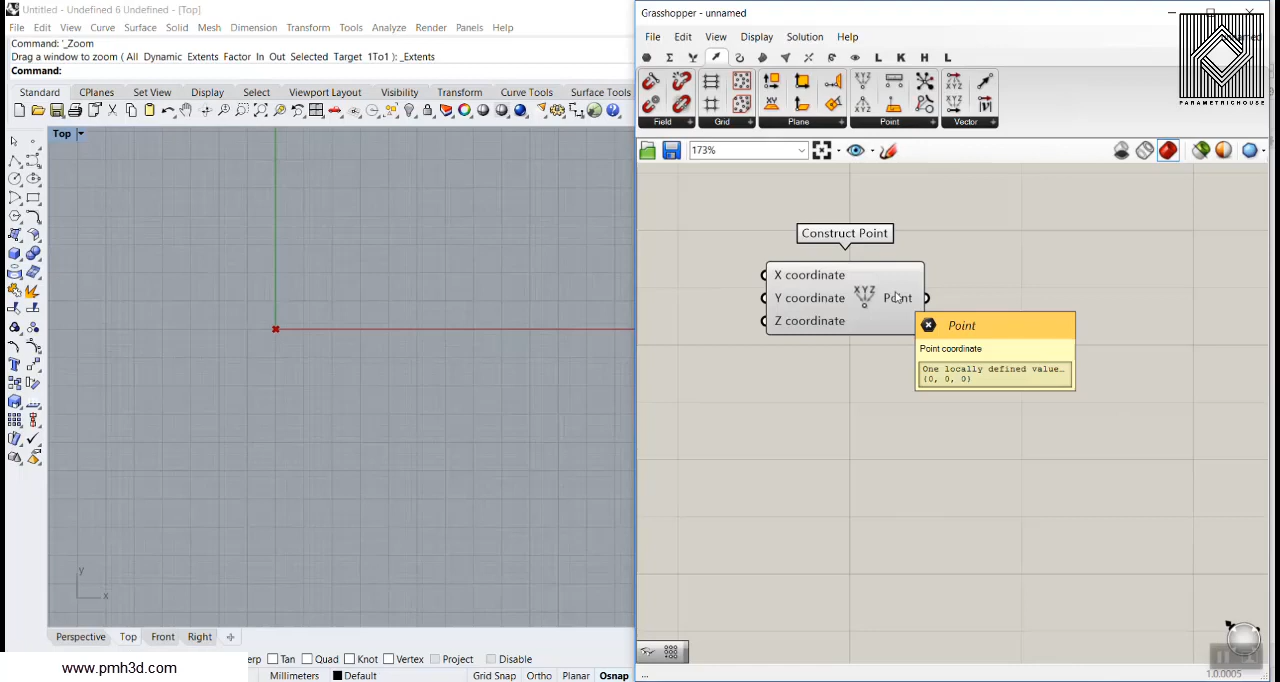 Untitled - Undefined 6 Undefined - [Top]
File Edit View Curve Surface Solid Mesh Dimension Transform Tools Analyze Render Panels Help
Command: '_Zoom
Drag a window to zoom ( All Dynamic Extents Factor In Out Selected Target 1To1 ): _Extents
Command:
Standard CPlanes Set View Display Select Viewport Layout Visibility Transform Curve Tools Surface Tools
Top
y
x
Perspective Top Front Right
www.pmh3d.com
erp Tan Quad Knot Vertex Project Disable
Millimeters Default Grid Snap Ortho Planar Osnap
Grasshopper - unnamed
File Edit View Display Solution Help
L K H L
Field Grid Plane Point Vector
PARAMETRICHOUSE
173%
Construct Point
X coordinate
Y coordinate
Z coordinate
XYZ
Point
Point
Point coordinate
One locally defined value…
{0, 0, 0}
...
1.0.0005